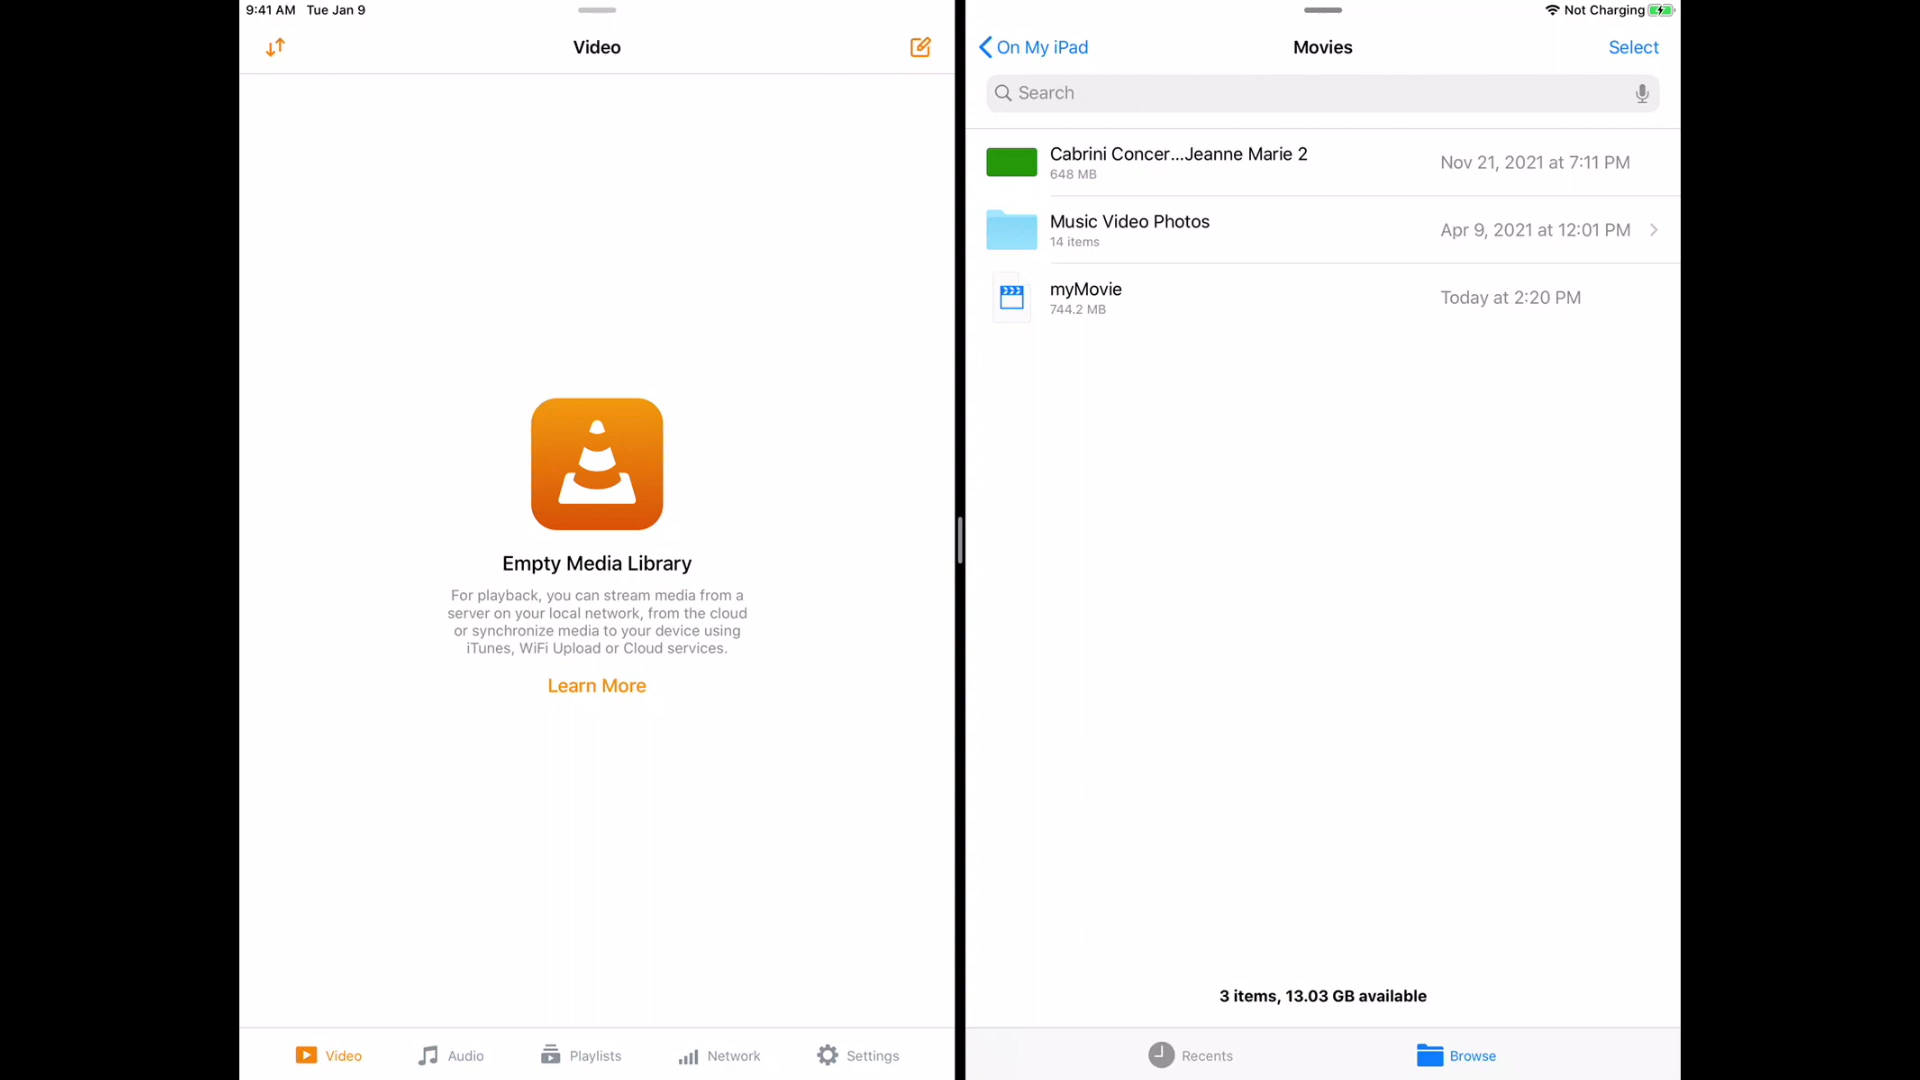 9:41 AM Tue Jan 9
Video
Empty Media Library
For playback, you can stream media from a
server on your local network, from the cloud
or synchronize media to your device using
iTunes, WiFi Upload or Cloud services.
Learn More
Video Audio Playlists Network Settings
Not Charging
On My iPad Movies Select
Search
Cabrini Concer...Jeanne Marie 2
648 MB
Nov 21, 2021 at 7:11 PM
Music Video Photos
14 items
Apr 9, 2021 at 12:01 PM
myMovie
744.2 MB
Today at 2:20 PM
3 items, 13.03 GB available
Recents Browse